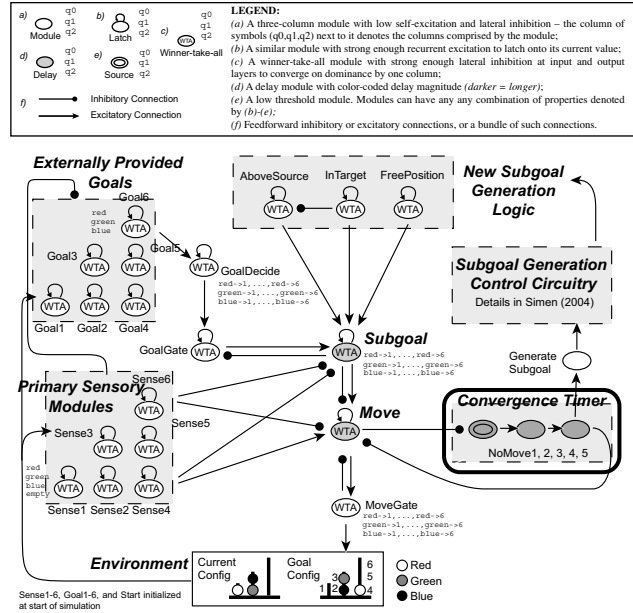 LEGEND:
a)
Module
q0
q1
q2
b)
Latch
q0
q1
q2
c)
WTA
Winner-take-all
q0
q1
q2
d)
Delay
q0
q1
q2
e)
Source
q0
q1
q2
f)
Inhibitory Connection
Excitatory Connection
(a) A three-column module with low self-excitation and lateral inhibition – the column of
symbols (q0,q1,q2) next to it denotes the columns comprised by the module;
(b) A similar module with strong enough recurrent excitation to latch onto its current value;
(c) A winner-take-all module with strong enough lateral inhibition at input and output
layers to converge on dominance by one column;
(d) A delay module with color-coded delay magnitude (darker = longer);
(e) A low threshold module. Modules can have any any combination of properties denoted
by (b)-(e);
(f) Feedforward inhibitory or excitatory connections, or a bundle of such connections.
Externally Provided
Goals
Goal6
red
green
blue
WTA
Goal3
WTA
WTA
Goal5
WTA
WTA
WTA
Goal1
Goal2
Goal4
WTA
GoalDecide
red->1,...,red->6
green->1,...,green->6
blue->1,...,blue->6
GoalGate
WTA
AboveSource
InTarget
FreePosition
WTA
WTA
WTA
New Subgoal
Generation
Logic
Subgoal Generation
Control Circuitry
Details in Simen (2004)
Generate
Subgoal
Subgoal
WTA
red->1,...,red->6
green->1,...,green->6
blue->1,...,blue->6
Primary Sensory
Modules
Sense6
WTA
Sense5
Sense3
WTA
WTA
red
green
blue
empty
WTA
WTA
WTA
Sense1
Sense2
Sense4
Move
WTA
Convergence Timer
NoMove1, 2, 3, 4, 5
WTA
MoveGate
red->1,...,red->6
green->1,...,green->6
blue->1,...,blue->6
Environment
Current
Config
Goal
Config
1
2
3
4
5
6
Red
Green
Blue
Sense1-6, Goal1-6, and Start initialized
at start of simulation